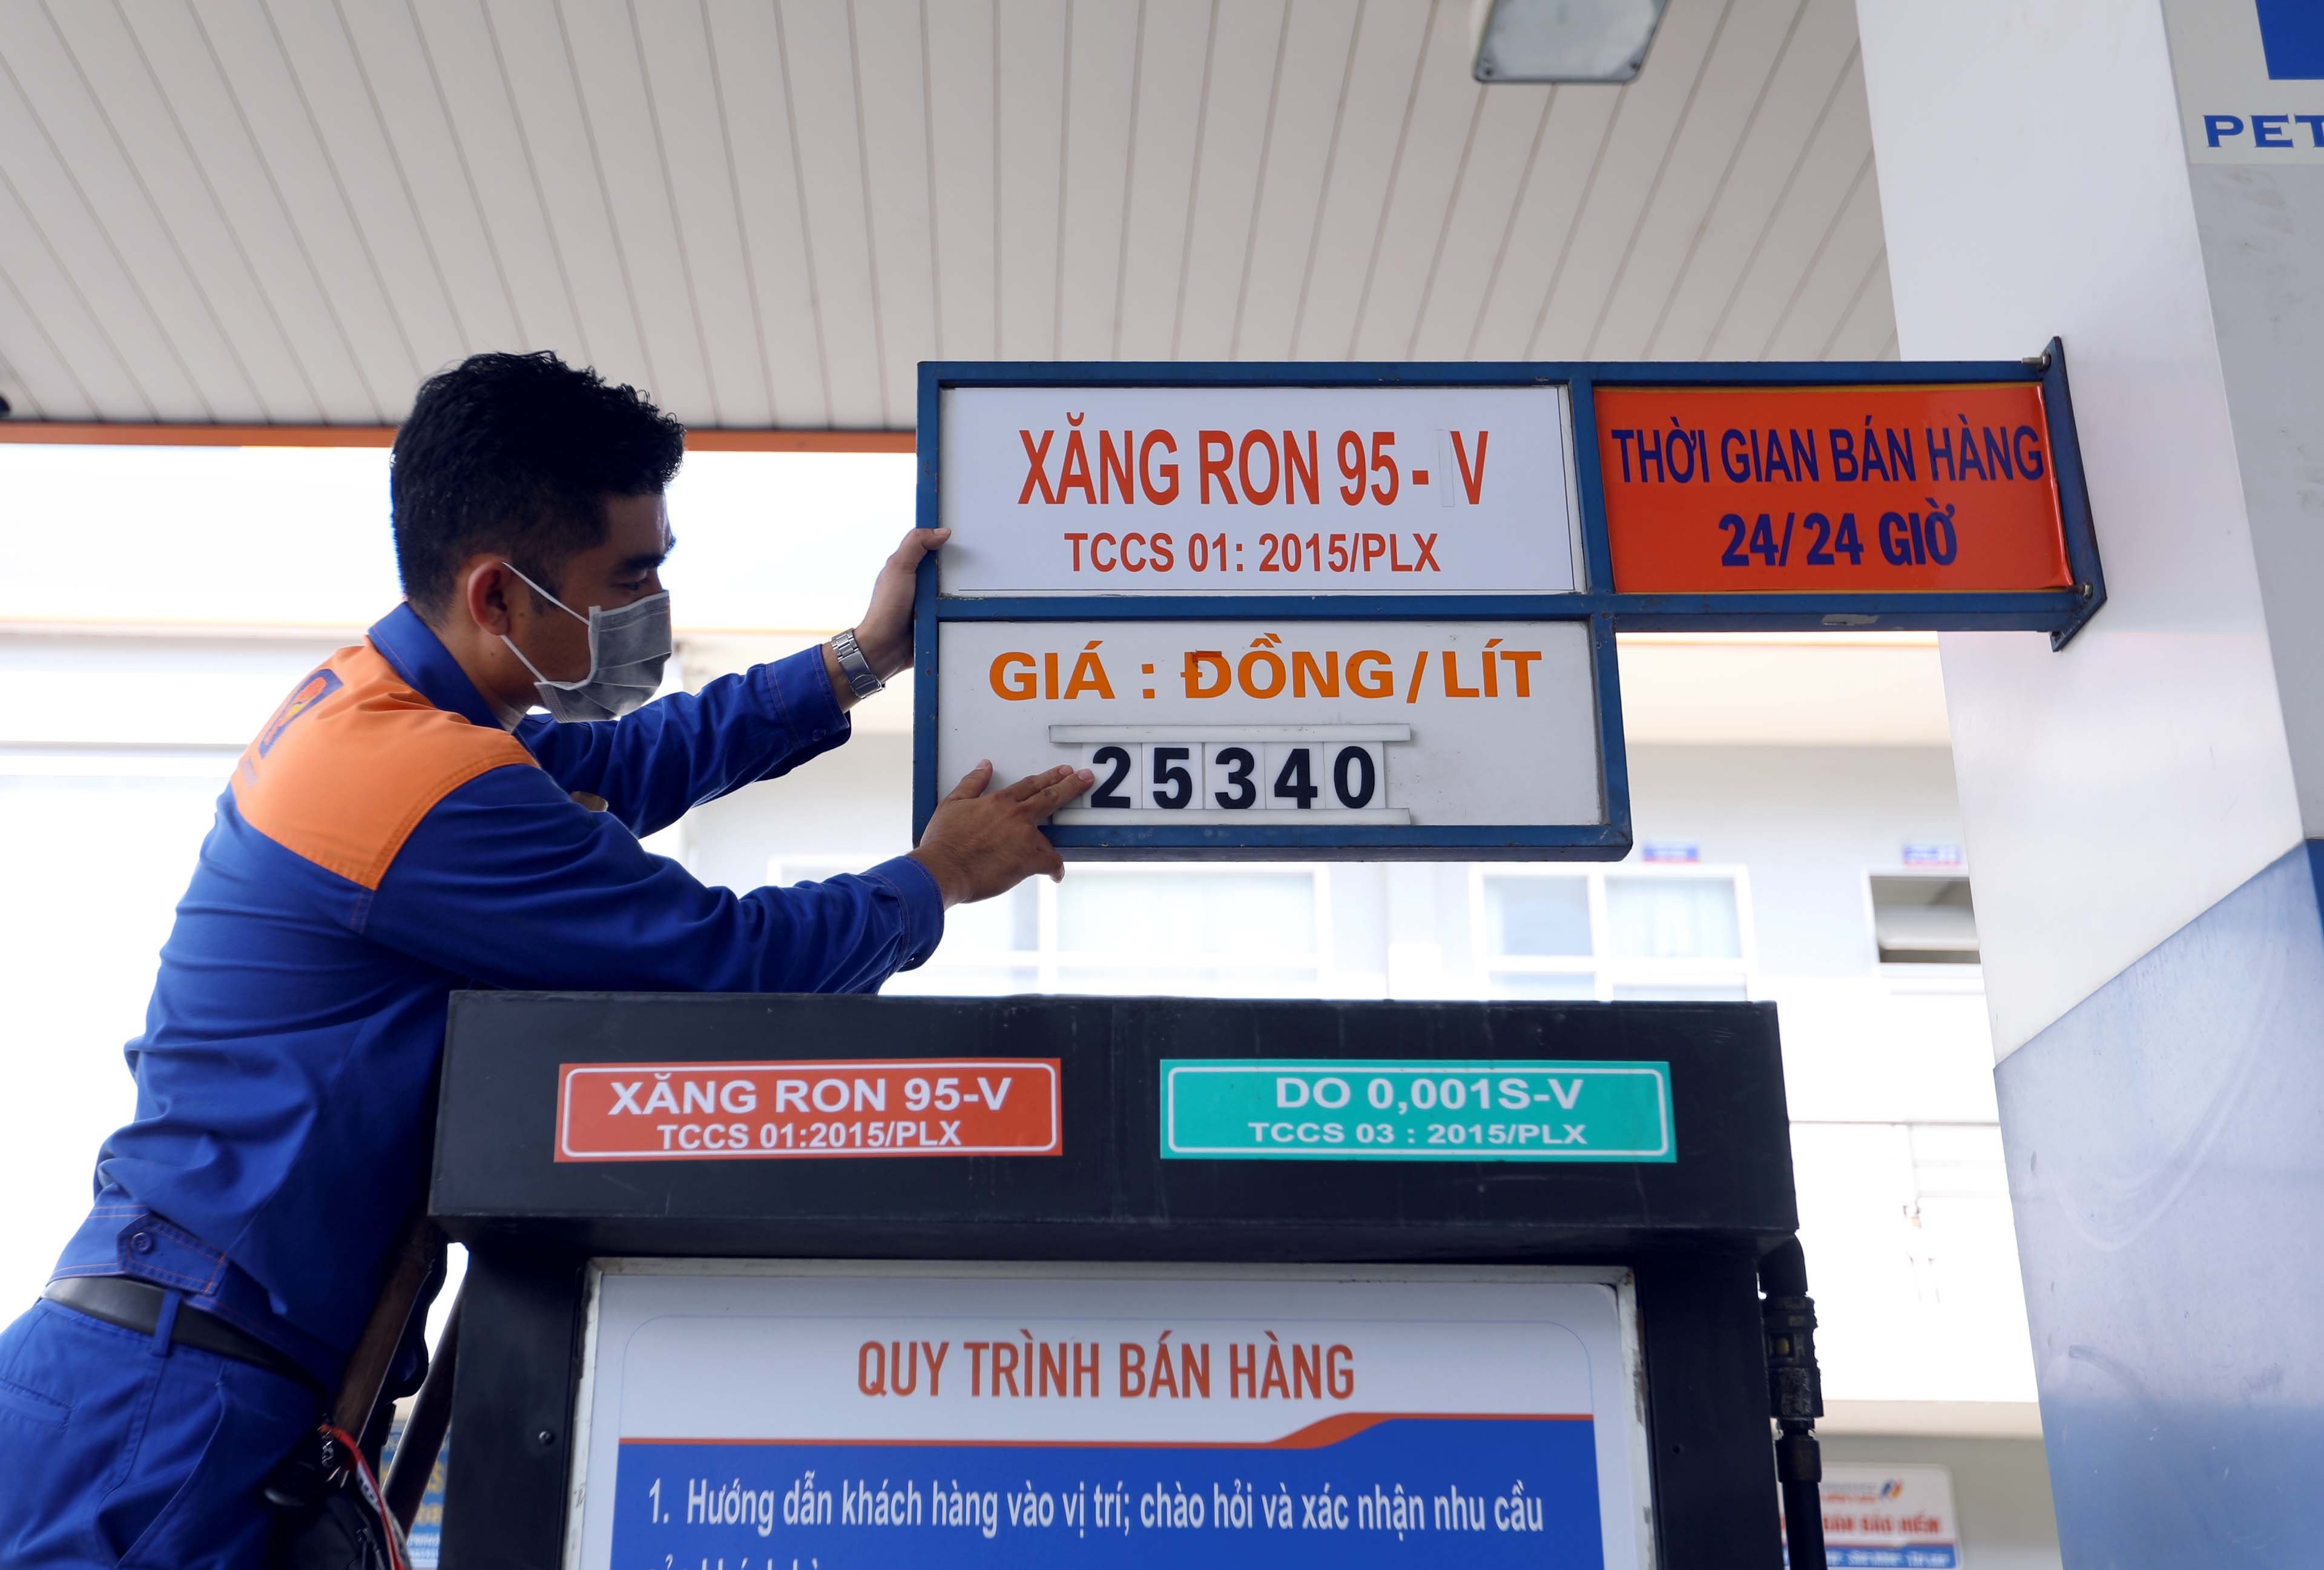 XĂNG RON 95 - V
TCCS 01: 2015/PLX
THỜI GIAN BÁN HÀNG
24/24 GIỜ
GIÁ : ĐỒNG/LÍT
25340
XĂNG RON 95-V
TCCS 01:2015/PLX
DO 0,001S-V
TCCS 03 : 2015/PLX
QUY TRÌNH BÁN HÀNG
1. Hướng dẫn khách hàng vào vị trí; chào hỏi và xác nhận nhu cầu
PET